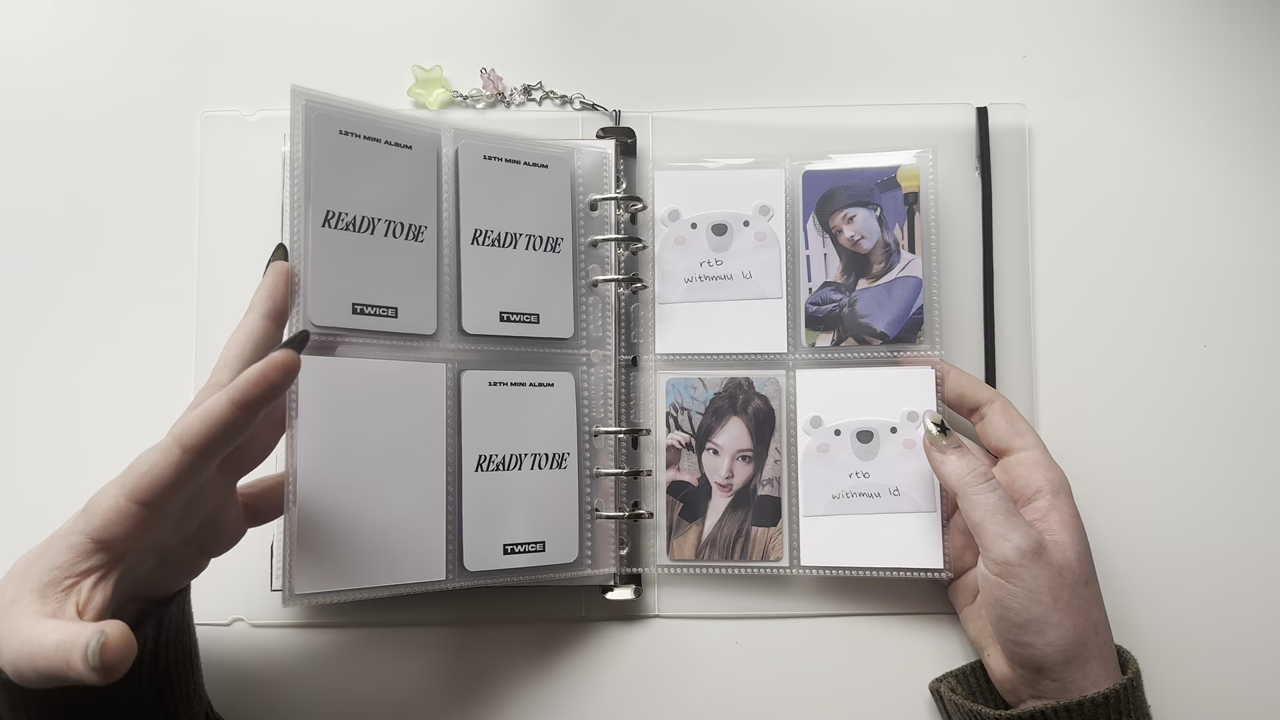 12TH MINI ALBUM
READY TO BE
TWICE
12TH MINI ALBUM
READY TO BE
TWICE
12TH MINI ALBUM
READY TO BE
TWICE
rtb
withmuu ld
rtb
withmuu ld